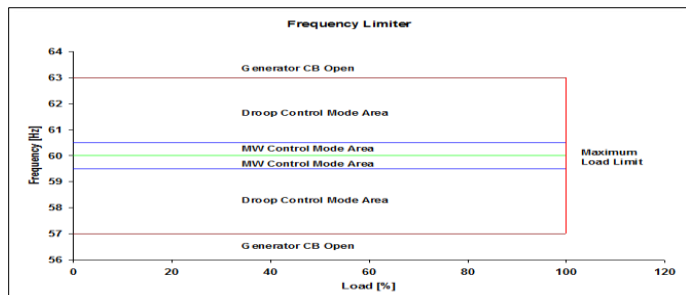 Frequency Limiter
Frequency [Hz]
64
63
62
61
60
59
58
57
56
Generator CB Open
Droop Control Mode Area
MW Control Mode Area
MW Control Mode Area
Droop Control Mode Area
Generator CB Open
Maximum
Load Limit
0
20
40
60
80
100
120
Load [%]